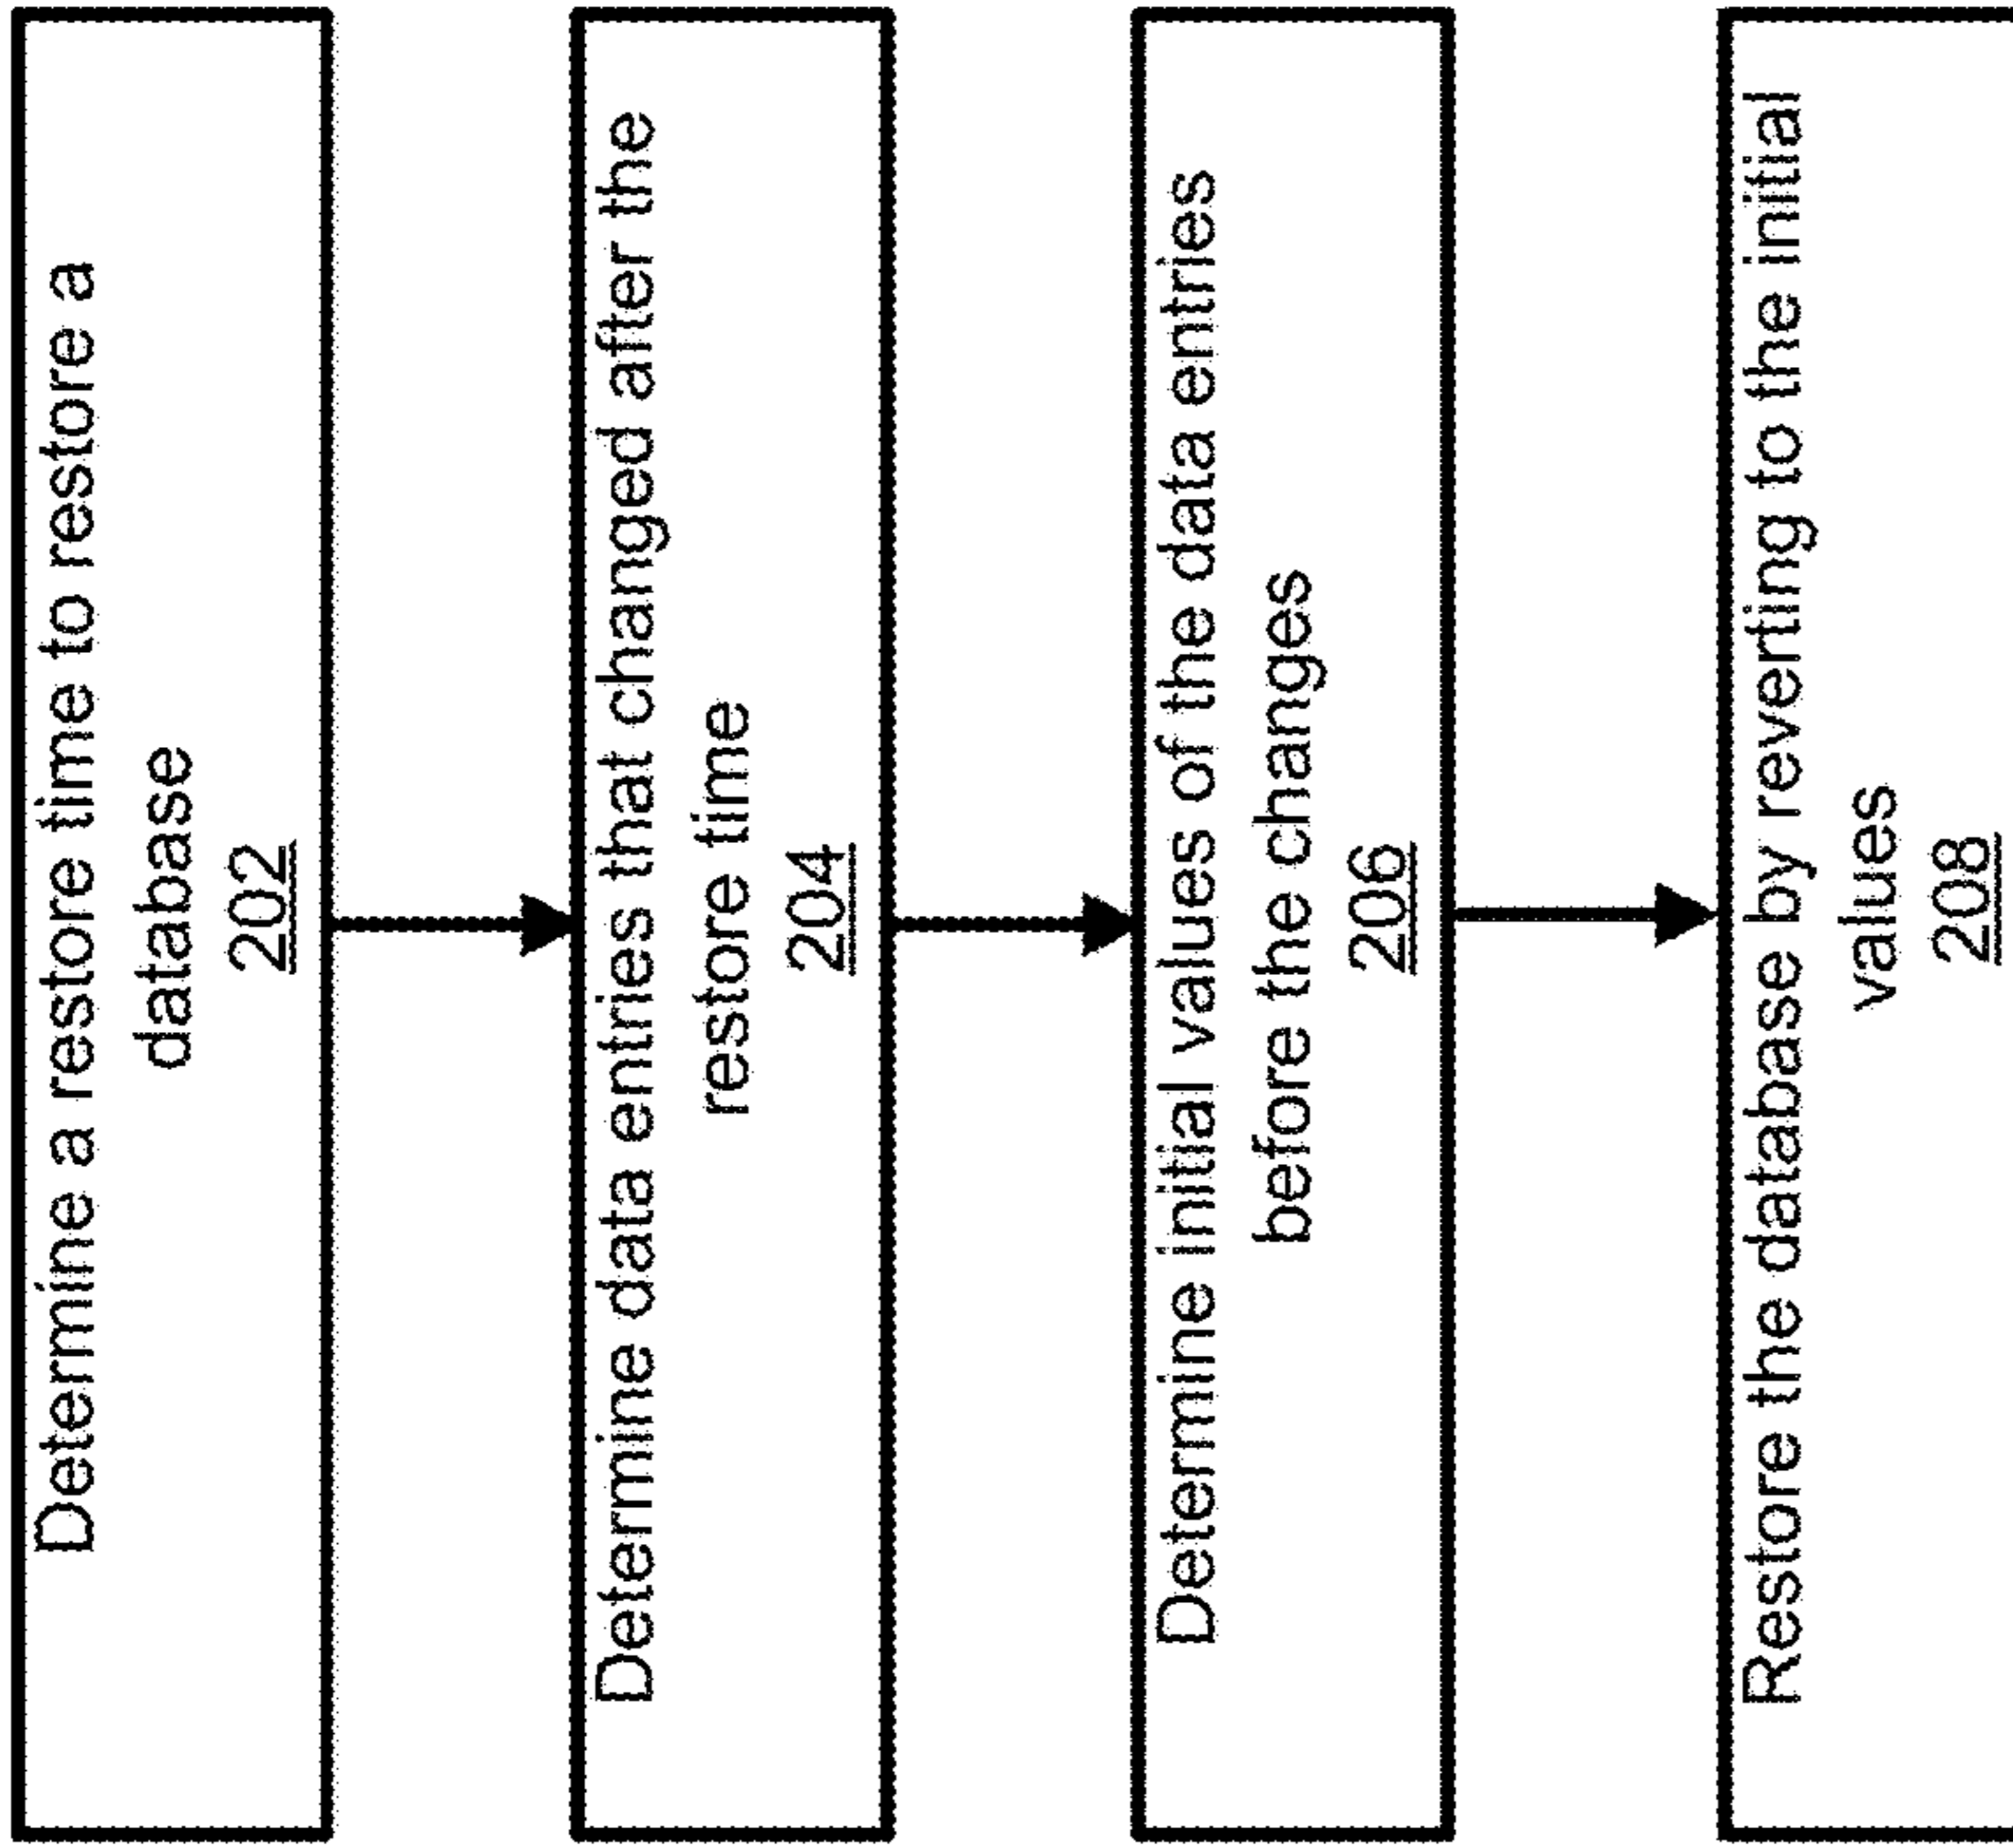 Determine a restore time to restore a
database
202
Determine data entries that changed after the
restore time
204
Determine initial values of the data entries
before the changes
206
Restore the database by reverting to the initial
values
208